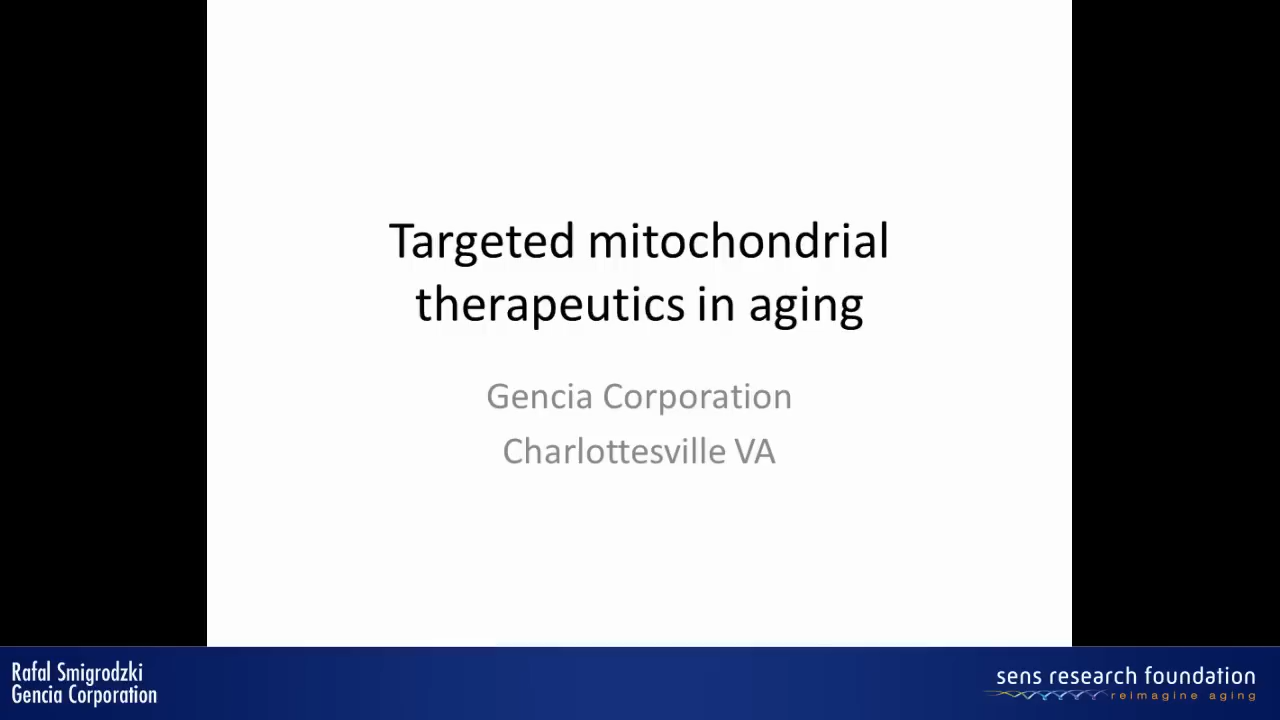 Targeted mitochondrial
therapeutics in aging
Gencia Corporation
Charlottesville VA
Rafal Smigrodzki
Gencia Corporation
sens research foundation
reimagine aging